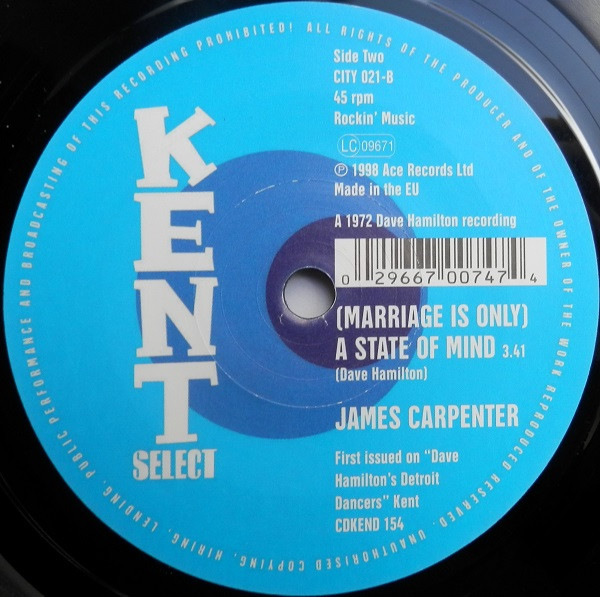 KENT
SELECT
Side Two
CITY 021-B
45 rpm
Rockin' Music
LC 09671
Ⓟ 1998 Ace Records Ltd
Made in the EU
A 1972 Dave Hamilton recording
0 29667 00747 4
(MARRIAGE IS ONLY)
A STATE OF MIND 3.41
(Dave Hamilton)
JAMES CARPENTER
First issued on "Dave
Hamilton's Detroit
Dancers" Kent
CDKEND 154
ALL RIGHTS OF THE PRODUCER AND OF THE OWNER OF THE WORK REPRODUCED RESERVED. UNAUTHORISED COPYING, HIRING, LENDING, PUBLIC PERFORMANCE AND BROADCASTING OF THIS RECORDING PROHIBITED!